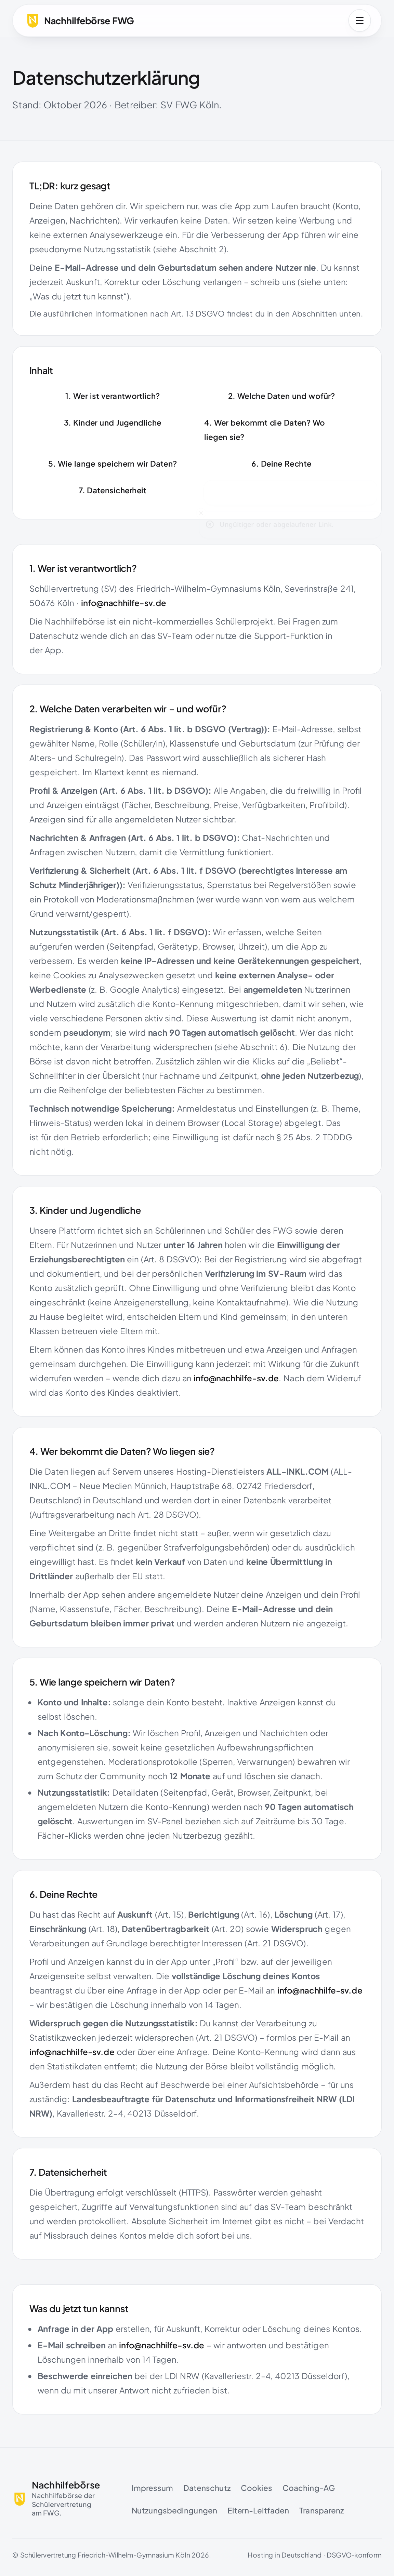 Nachhilfebörse FWG
Datenschutzerklärung
Stand: Oktober 2026 · Betreiber: SV FWG Köln.
TL;DR: kurz gesagt
Deine Daten gehören dir. Wir speichern nur, was die App zum Laufen braucht (Konto,
Anzeigen, Nachrichten). Wir verkaufen keine Daten. Wir setzen keine Werbung und
keine externen Analysewerkzeuge ein. Für die Verbesserung der App führen wir eine
pseudonyme Nutzungsstatistik (siehe Abschnitt 2).
Deine E-Mail-Adresse und dein Geburtsdatum sehen andere Nutzer nie. Du kannst
jederzeit Auskunft, Korrektur oder Löschung verlangen – schreib uns (siehe unten:
„Was du jetzt tun kannst").
Die ausführlichen Informationen nach Art. 13 DSGVO findest du in den Abschnitten unten.
Inhalt
1. Wer ist verantwortlich?
2. Welche Daten und wofür?
3. Kinder und Jugendliche
4. Wer bekommt die Daten? Wo
liegen sie?
5. Wie lange speichern wir Daten?
6. Deine Rechte
7. Datensicherheit
1. Wer ist verantwortlich?
Schülervertretung (SV) des Friedrich-Wilhelm-Gymnasiums Köln, Severinstraße 241,
50676 Köln · info@nachhilfe-sv.de
Die Nachhilfebörse ist ein nicht-kommerzielles Schülerprojekt. Bei Fragen zum
Datenschutz wende dich an das SV-Team oder nutze die Support-Funktion in
der App.
2. Welche Daten verarbeiten wir – und wofür?
Registrierung & Konto (Art. 6 Abs. 1 lit. b DSGVO (Vertrag)): E-Mail-Adresse, selbst
gewählter Name, Rolle (Schüler/in), Klassenstufe und Geburtsdatum (zur Prüfung der
Alters- und Schulregeln). Das Passwort wird ausschließlich als sicherer Hash
gespeichert. Im Klartext kennt es niemand.
Profil & Anzeigen (Art. 6 Abs. 1 lit. b DSGVO): Alle Angaben, die du freiwillig in Profil
und Anzeigen einträgst (Fächer, Beschreibung, Preise, Verfügbarkeiten, Profilbild).
Anzeigen sind für alle angemeldeten Nutzer sichtbar.
Nachrichten & Anfragen (Art. 6 Abs. 1 lit. b DSGVO): Chat-Nachrichten und
Anfragen zwischen Nutzern, damit die Vermittlung funktioniert.
Verifizierung & Sicherheit (Art. 6 Abs. 1 lit. f DSGVO (berechtigtes Interesse am
Schutz Minderjähriger)): Verifizierungsstatus, Sperrstatus bei Regelverstößen sowie
ein Protokoll von Moderationsmaßnahmen (wer wurde wann von wem aus welchem
Grund verwarnt/gesperrt).
Nutzungsstatistik (Art. 6 Abs. 1 lit. f DSGVO): Wir erfassen, welche Seiten
aufgerufen werden (Seitenpfad, Gerätetyp, Browser, Uhrzeit), um die App zu
verbessern. Es werden keine IP-Adressen und keine Gerätekennungen gespeichert,
keine Cookies zu Analysezwecken gesetzt und keine externen Analyse- oder
Werbedienste (z. B. Google Analytics) eingesetzt. Bei angemeldeten Nutzerinnen
und Nutzern wird zusätzlich die Konto-Kennung mitgeschrieben, damit wir sehen, wie
viele verschiedene Personen aktiv sind. Diese Auswertung ist damit nicht anonym,
sondern pseudonym; sie wird nach 90 Tagen automatisch gelöscht. Wer das nicht
möchte, kann der Verarbeitung widersprechen (siehe Abschnitt 6). Die Nutzung der
Börse ist davon nicht betroffen. Zusätzlich zählen wir die Klicks auf die „Beliebt"-
Schnellfilter in der Übersicht (nur Fachname und Zeitpunkt, ohne jeden Nutzerbezug),
um die Reihenfolge der beliebtesten Fächer zu bestimmen.
Technisch notwendige Speicherung: Anmeldestatus und Einstellungen (z. B. Theme,
Hinweis-Status) werden lokal in deinem Browser (Local Storage) abgelegt. Das
ist für den Betrieb erforderlich; eine Einwilligung ist dafür nach § 25 Abs. 2 TDDDG
nicht nötig.
3. Kinder und Jugendliche
Unsere Plattform richtet sich an Schülerinnen und Schüler des FWG sowie deren
Eltern. Für Nutzerinnen und Nutzer unter 16 Jahren holen wir die Einwilligung der
Erziehungsberechtigten ein (Art. 8 DSGVO): Bei der Registrierung wird sie abgefragt
und dokumentiert, und bei der persönlichen Verifizierung im SV-Raum wird das
Konto zusätzlich geprüft. Ohne Einwilligung und ohne Verifizierung bleibt das Konto
eingeschränkt (keine Anzeigenerstellung, keine Kontaktaufnahme). Wie die Nutzung
zu Hause begleitet wird, entscheiden Eltern und Kind gemeinsam; in den unteren
Klassen betreuen viele Eltern mit.
Eltern können das Konto ihres Kindes mitbetreuen und etwa Anzeigen und Anfragen
gemeinsam durchgehen. Die Einwilligung kann jederzeit mit Wirkung für die Zukunft
widerrufen werden – wende dich dazu an info@nachhilfe-sv.de. Nach dem Widerruf
wird das Konto des Kindes deaktiviert.
4. Wer bekommt die Daten? Wo liegen sie?
Die Daten liegen auf Servern unseres Hosting-Dienstleisters ALL-INKL.COM (ALL-
INKL.COM – Neue Medien Münnich, Hauptstraße 68, 02742 Friedersdorf,
Deutschland) in Deutschland und werden dort in einer Datenbank verarbeitet
(Auftragsverarbeitung nach Art. 28 DSGVO).
Eine Weitergabe an Dritte findet nicht statt – außer, wenn wir gesetzlich dazu
verpflichtet sind (z. B. gegenüber Strafverfolgungsbehörden) oder du ausdrücklich
eingewilligt hast. Es findet kein Verkauf von Daten und keine Übermittlung in
Drittländer außerhalb der EU statt.
Innerhalb der App sehen andere angemeldete Nutzer deine Anzeigen und dein Profil
(Name, Klassenstufe, Fächer, Beschreibung). Deine E-Mail-Adresse und dein
Geburtsdatum bleiben immer privat und werden anderen Nutzern nie angezeigt.
5. Wie lange speichern wir Daten?
• Konto und Inhalte: solange dein Konto besteht. Inaktive Anzeigen kannst du
selbst löschen.
• Nach Konto-Löschung: Wir löschen Profil, Anzeigen und Nachrichten oder
anonymisieren sie, soweit keine gesetzlichen Aufbewahrungspflichten
entgegenstehen. Moderationsprotokolle (Sperren, Verwarnungen) bewahren wir
zum Schutz der Community noch 12 Monate auf und löschen sie danach.
• Nutzungsstatistik: Detaildaten (Seitenpfad, Gerät, Browser, Zeitpunkt, bei
angemeldeten Nutzern die Konto-Kennung) werden nach 90 Tagen automatisch
gelöscht. Auswertungen im SV-Panel beziehen sich auf Zeiträume bis 30 Tage.
Fächer-Klicks werden ohne jeden Nutzerbezug gezählt.
6. Deine Rechte
Du hast das Recht auf Auskunft (Art. 15), Berichtigung (Art. 16), Löschung (Art. 17),
Einschränkung (Art. 18), Datenübertragbarkeit (Art. 20) sowie Widerspruch gegen
Verarbeitungen auf Grundlage berechtigter Interessen (Art. 21 DSGVO).
Profil und Anzeigen kannst du in der App unter „Profil" bzw. auf der jeweiligen
Anzeigenseite selbst verwalten. Die vollständige Löschung deines Kontos
beantragst du über eine Anfrage in der App oder per E-Mail an info@nachhilfe-sv.de
– wir bestätigen die Löschung innerhalb von 14 Tagen.
Widerspruch gegen die Nutzungsstatistik: Du kannst der Verarbeitung zu
Statistikzwecken jederzeit widersprechen (Art. 21 DSGVO) – formlos per E-Mail an
info@nachhilfe-sv.de oder über eine Anfrage. Deine Konto-Kennung wird dann aus
den Statistikdaten entfernt; die Nutzung der Börse bleibt vollständig möglich.
Außerdem hast du das Recht auf Beschwerde bei einer Aufsichtsbehörde – für uns
zuständig: Landesbeauftragte für Datenschutz und Informationsfreiheit NRW (LDI
NRW), Kavalleriestr. 2–4, 40213 Düsseldorf.
7. Datensicherheit
Die Übertragung erfolgt verschlüsselt (HTTPS). Passwörter werden gehasht
gespeichert, Zugriffe auf Verwaltungsfunktionen sind auf das SV-Team beschränkt
und werden protokolliert. Absolute Sicherheit im Internet gibt es nicht – bei Verdacht
auf Missbrauch deines Kontos melde dich sofort bei uns.
Was du jetzt tun kannst
• Anfrage in der App erstellen, für Auskunft, Korrektur oder Löschung deines Kontos.
• E-Mail schreiben an info@nachhilfe-sv.de – wir antworten und bestätigen
Löschungen innerhalb von 14 Tagen.
• Beschwerde einreichen bei der LDI NRW (Kavalleriestr. 2–4, 40213 Düsseldorf),
wenn du mit unserer Antwort nicht zufrieden bist.
Nachhilfebörse
Nachhilfebörse der
Schülervertretung
am FWG.
Impressum Datenschutz Cookies Coaching-AG
Nutzungsbedingungen Eltern-Leitfaden Transparenz
© Schülervertretung Friedrich-Wilhelm-Gymnasium Köln 2026.
Hosting in Deutschland · DSGVO-konform